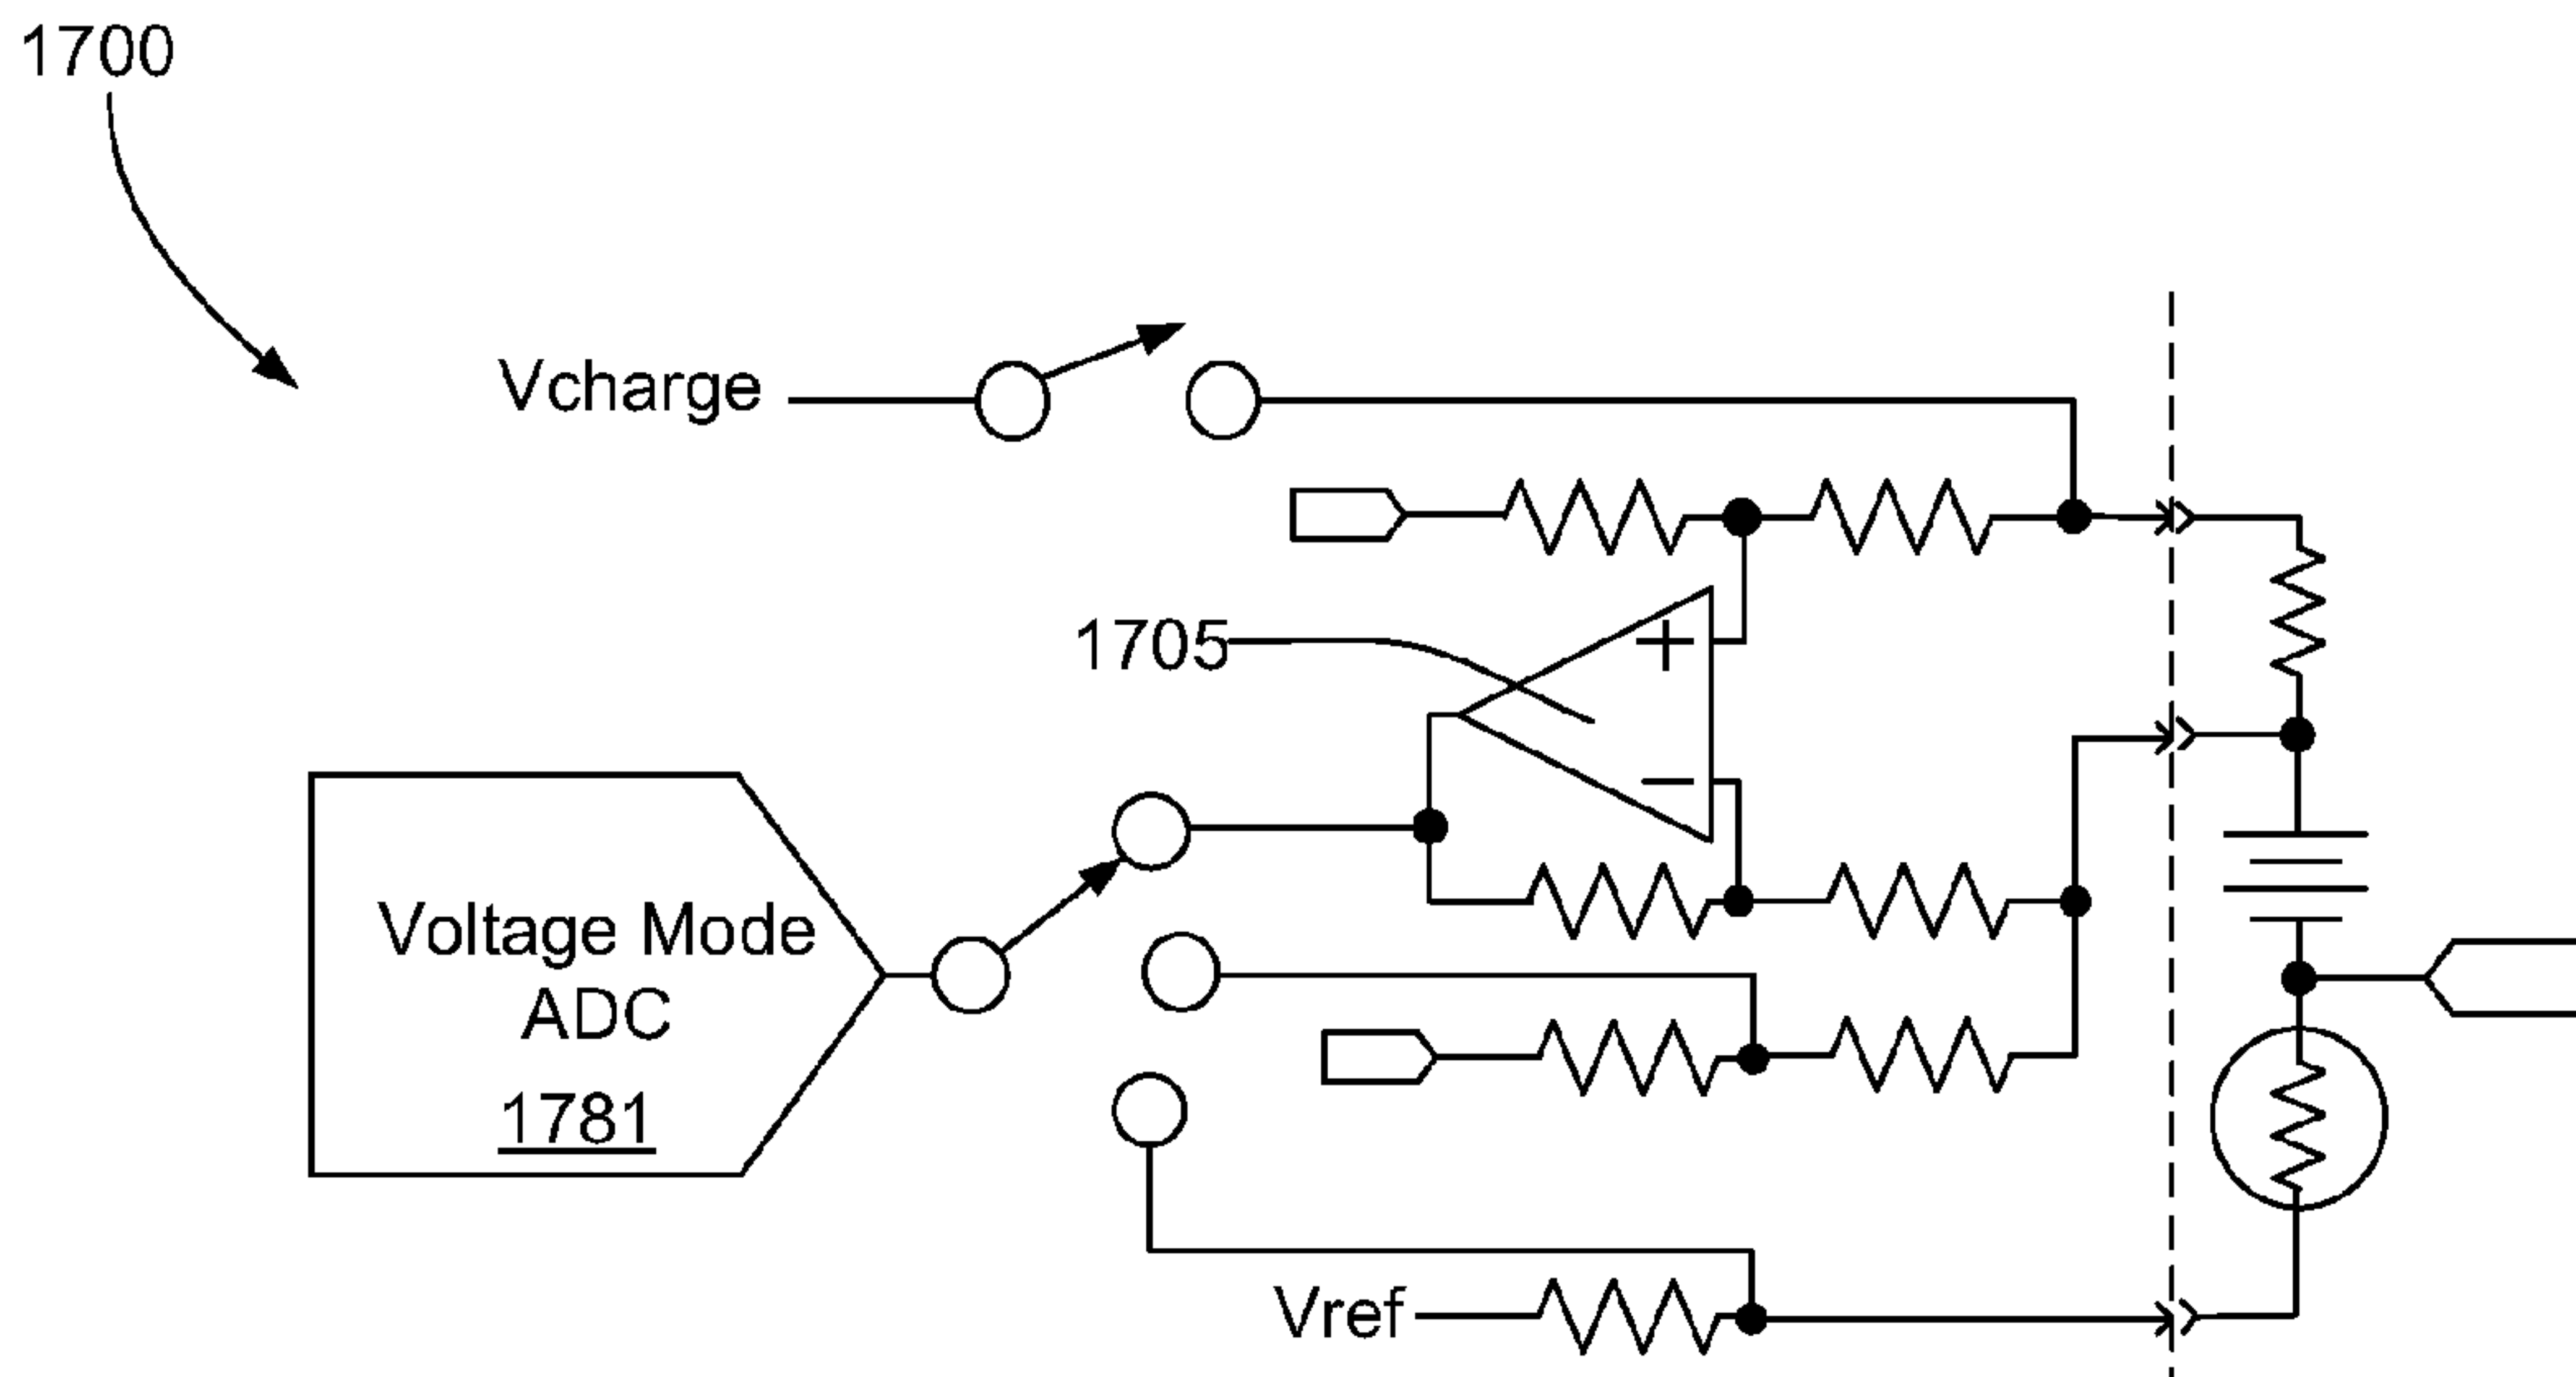 1700
Vcharge
1705
+
−
Voltage Mode
ADC
1781
Vref